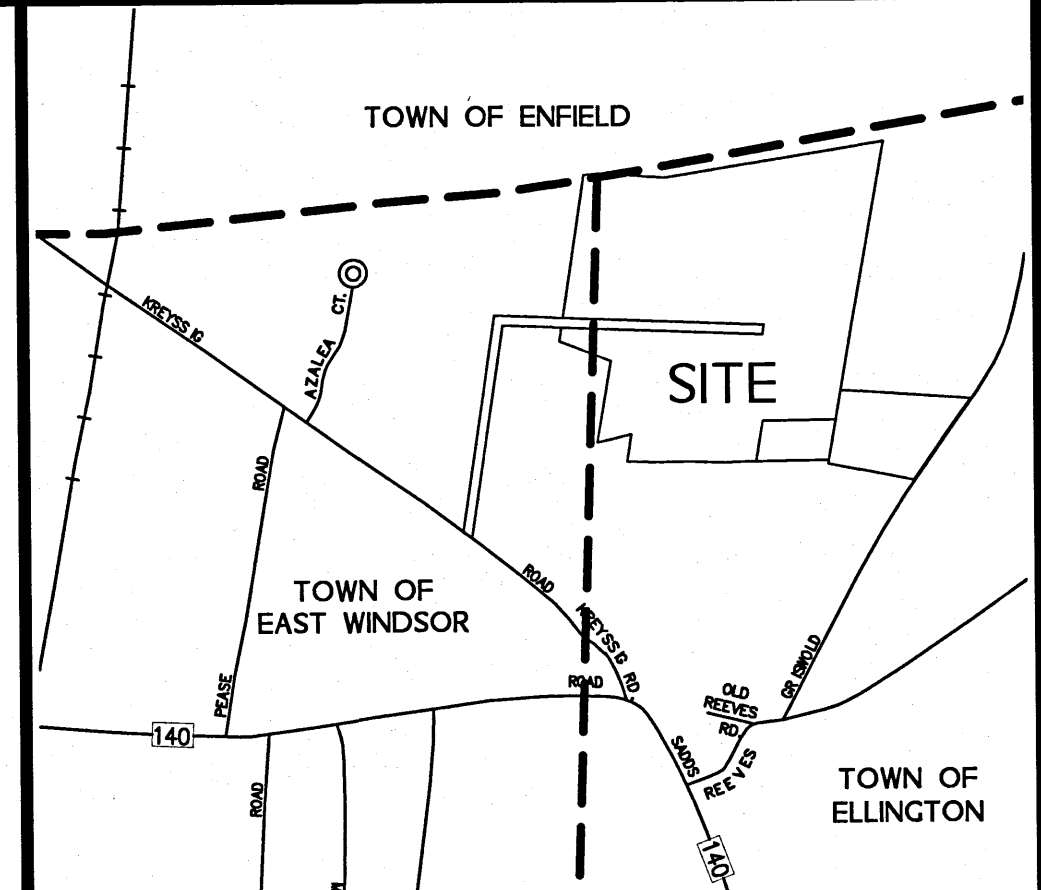 TOWN OF ENFIELD
KREYSSIG
AZALEA CT.
SITE
ROAD
ROAD
TOWN OF
EAST WINDSOR
KREYSSIG RD.
GRISWOLD
PEASE
ROAD
OLD
REEVES
RD.
140
SADDS
REEVES
TOWN OF
ELLINGTON
ROAD
140